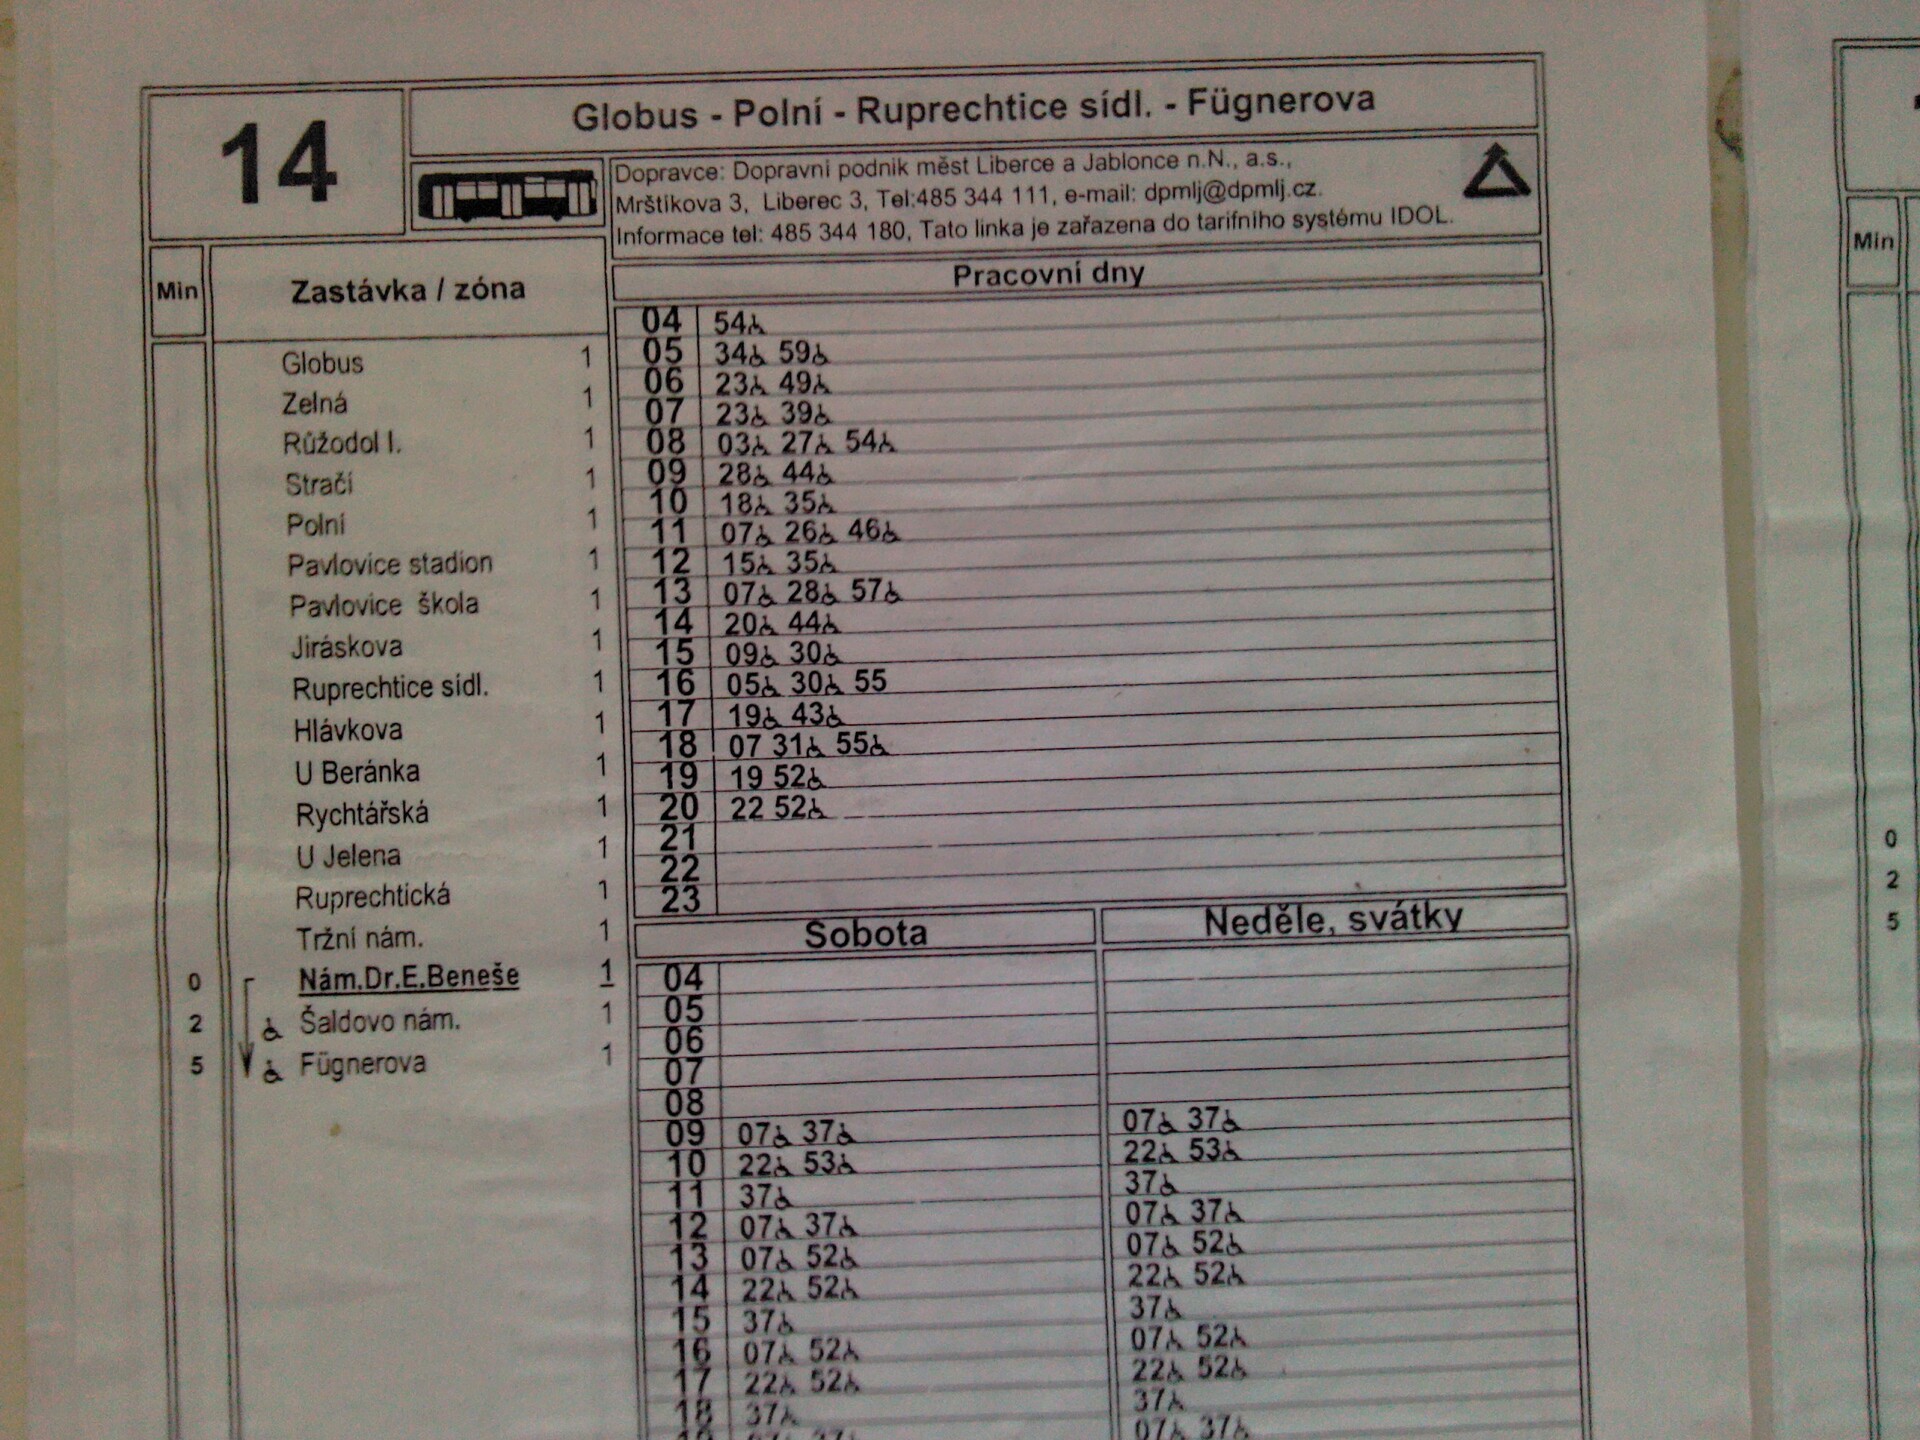 14
Globus - Polní - Ruprechtice sídl. - Fügnerova
Dopravce: Dopravní podnik měst Liberce a Jablonce n.N., a.s.,
Mrštíkova 3, Liberec 3, Tel:485 344 111, e-mail: dpmlj@dpmlj.cz.
Informace tel: 485 344 180, Tato linka je zařazena do tarifního systému IDOL.
Min
Zastávka / zóna
Globus 1
Zelná 1
Růžodol I. 1
Stračí 1
Polní 1
Pavlovice stadion 1
Pavlovice škola 1
Jiráskova 1
Ruprechtice sídl. 1
Hlávkova 1
U Beránka 1
Rychtářská 1
U Jelena 1
Ruprechtická 1
Tržní nám. 1
0 Nám.Dr.E.Beneše 1
2 Šaldovo nám. 1
5 Fügnerova 1
Pracovní dny
04 54
05 34 59
06 23 49
07 23 39
08 03 27 54
09 28 44
10 18 35
11 07 26 46
12 15 35
13 07 28 57
14 20 44
15 09 30
16 05 30 55
17 19 43
18 07 31 55
19 19 52
20 22 52
21
22
23
Sobota Neděle, svátky
04
05
06
07
08
09 07 37 07 37
10 22 53 22 53
11 37 37
12 07 37 07 37
13 07 52 07 52
14 22 52 22 52
15 37 37
16 07 52 07 52
17 22 52 22 52
18 37 37
07 37
Min
0
2
5